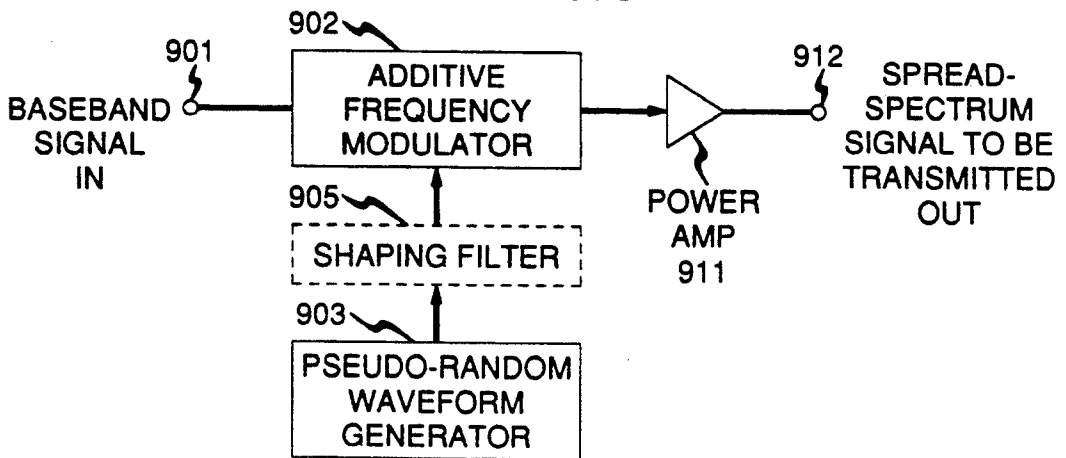 902
901
BASEBAND
SIGNAL
IN
ADDITIVE
FREQUENCY
MODULATOR
912
SPREAD-
SPECTRUM
SIGNAL TO BE
TRANSMITTED
OUT
POWER
AMP
911
905
SHAPING FILTER
903
PSEUDO-RANDOM
WAVEFORM
GENERATOR